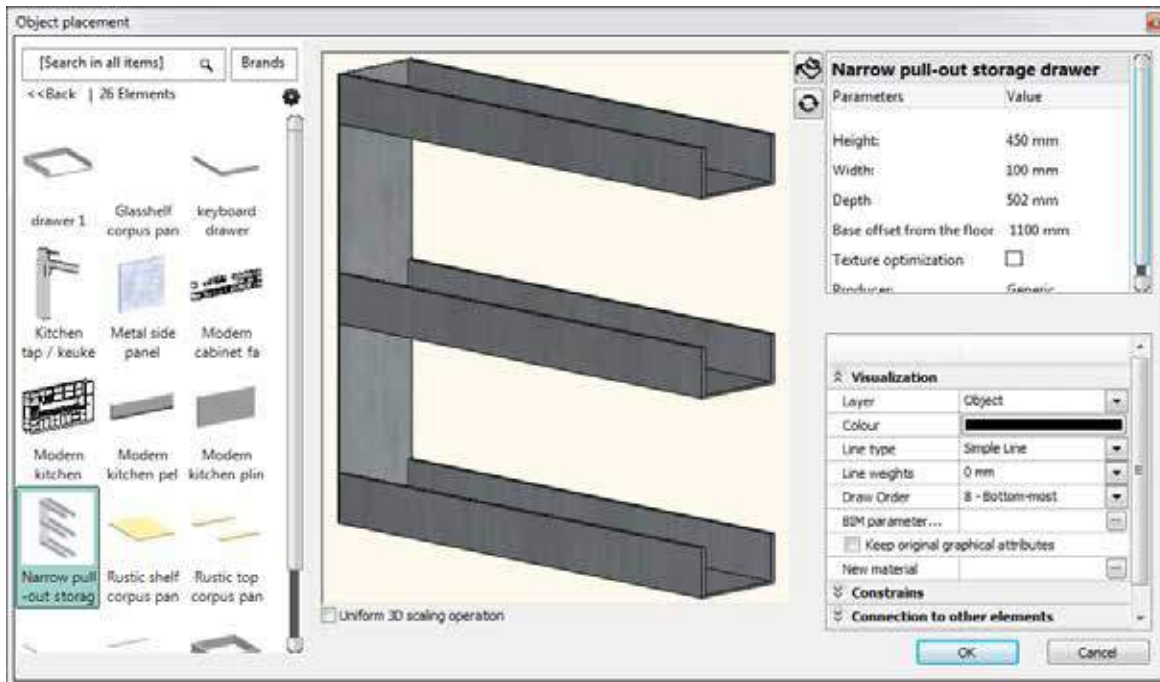 Object placement
[Search in all items]
Brands
<<Back | 26 Elements
drawer 1
Glasshelf
corpus pan
keyboard
drawer
Kitchen
tap / keuke
Metal side
panel
Modern
cabinet fa
Modern
kitchen
Modern
kitchen pel
Modern
kitchen plin
Narrow pull
-out storag
Rustic shelf
corpus pan
Rustic top
corpus pan
Uniform 3D scaling operation
Narrow pull-out storage drawer
Parameters Value
Height: 450 mm
Width: 100 mm
Depth 502 mm
Base offset from the floor 1100 mm
Texture optimization
Producer: Generic
Visualization
Layer Object
Colour
Line type Simple Line
Line weights 0 mm
Draw Order 8 - Bottom-most
BIM parameter...
Keep original graphical attributes
New material
Constrains
Connection to other elements
OK
Cancel